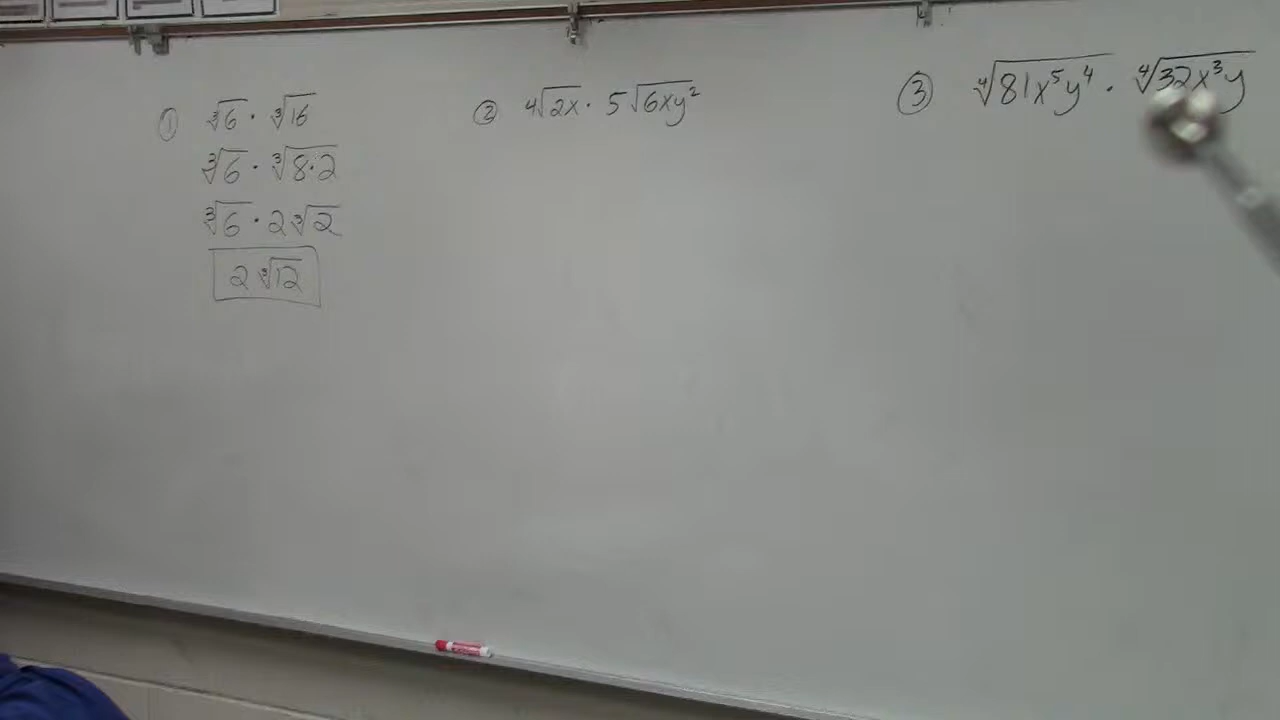 ① ∛6 · ∛16
∛6 · ∛8·2
∛6 · 2∛2
2∛12
② 4√2x · 5√6xy²
③ ∜81x⁵y⁴ · ∜32x³y